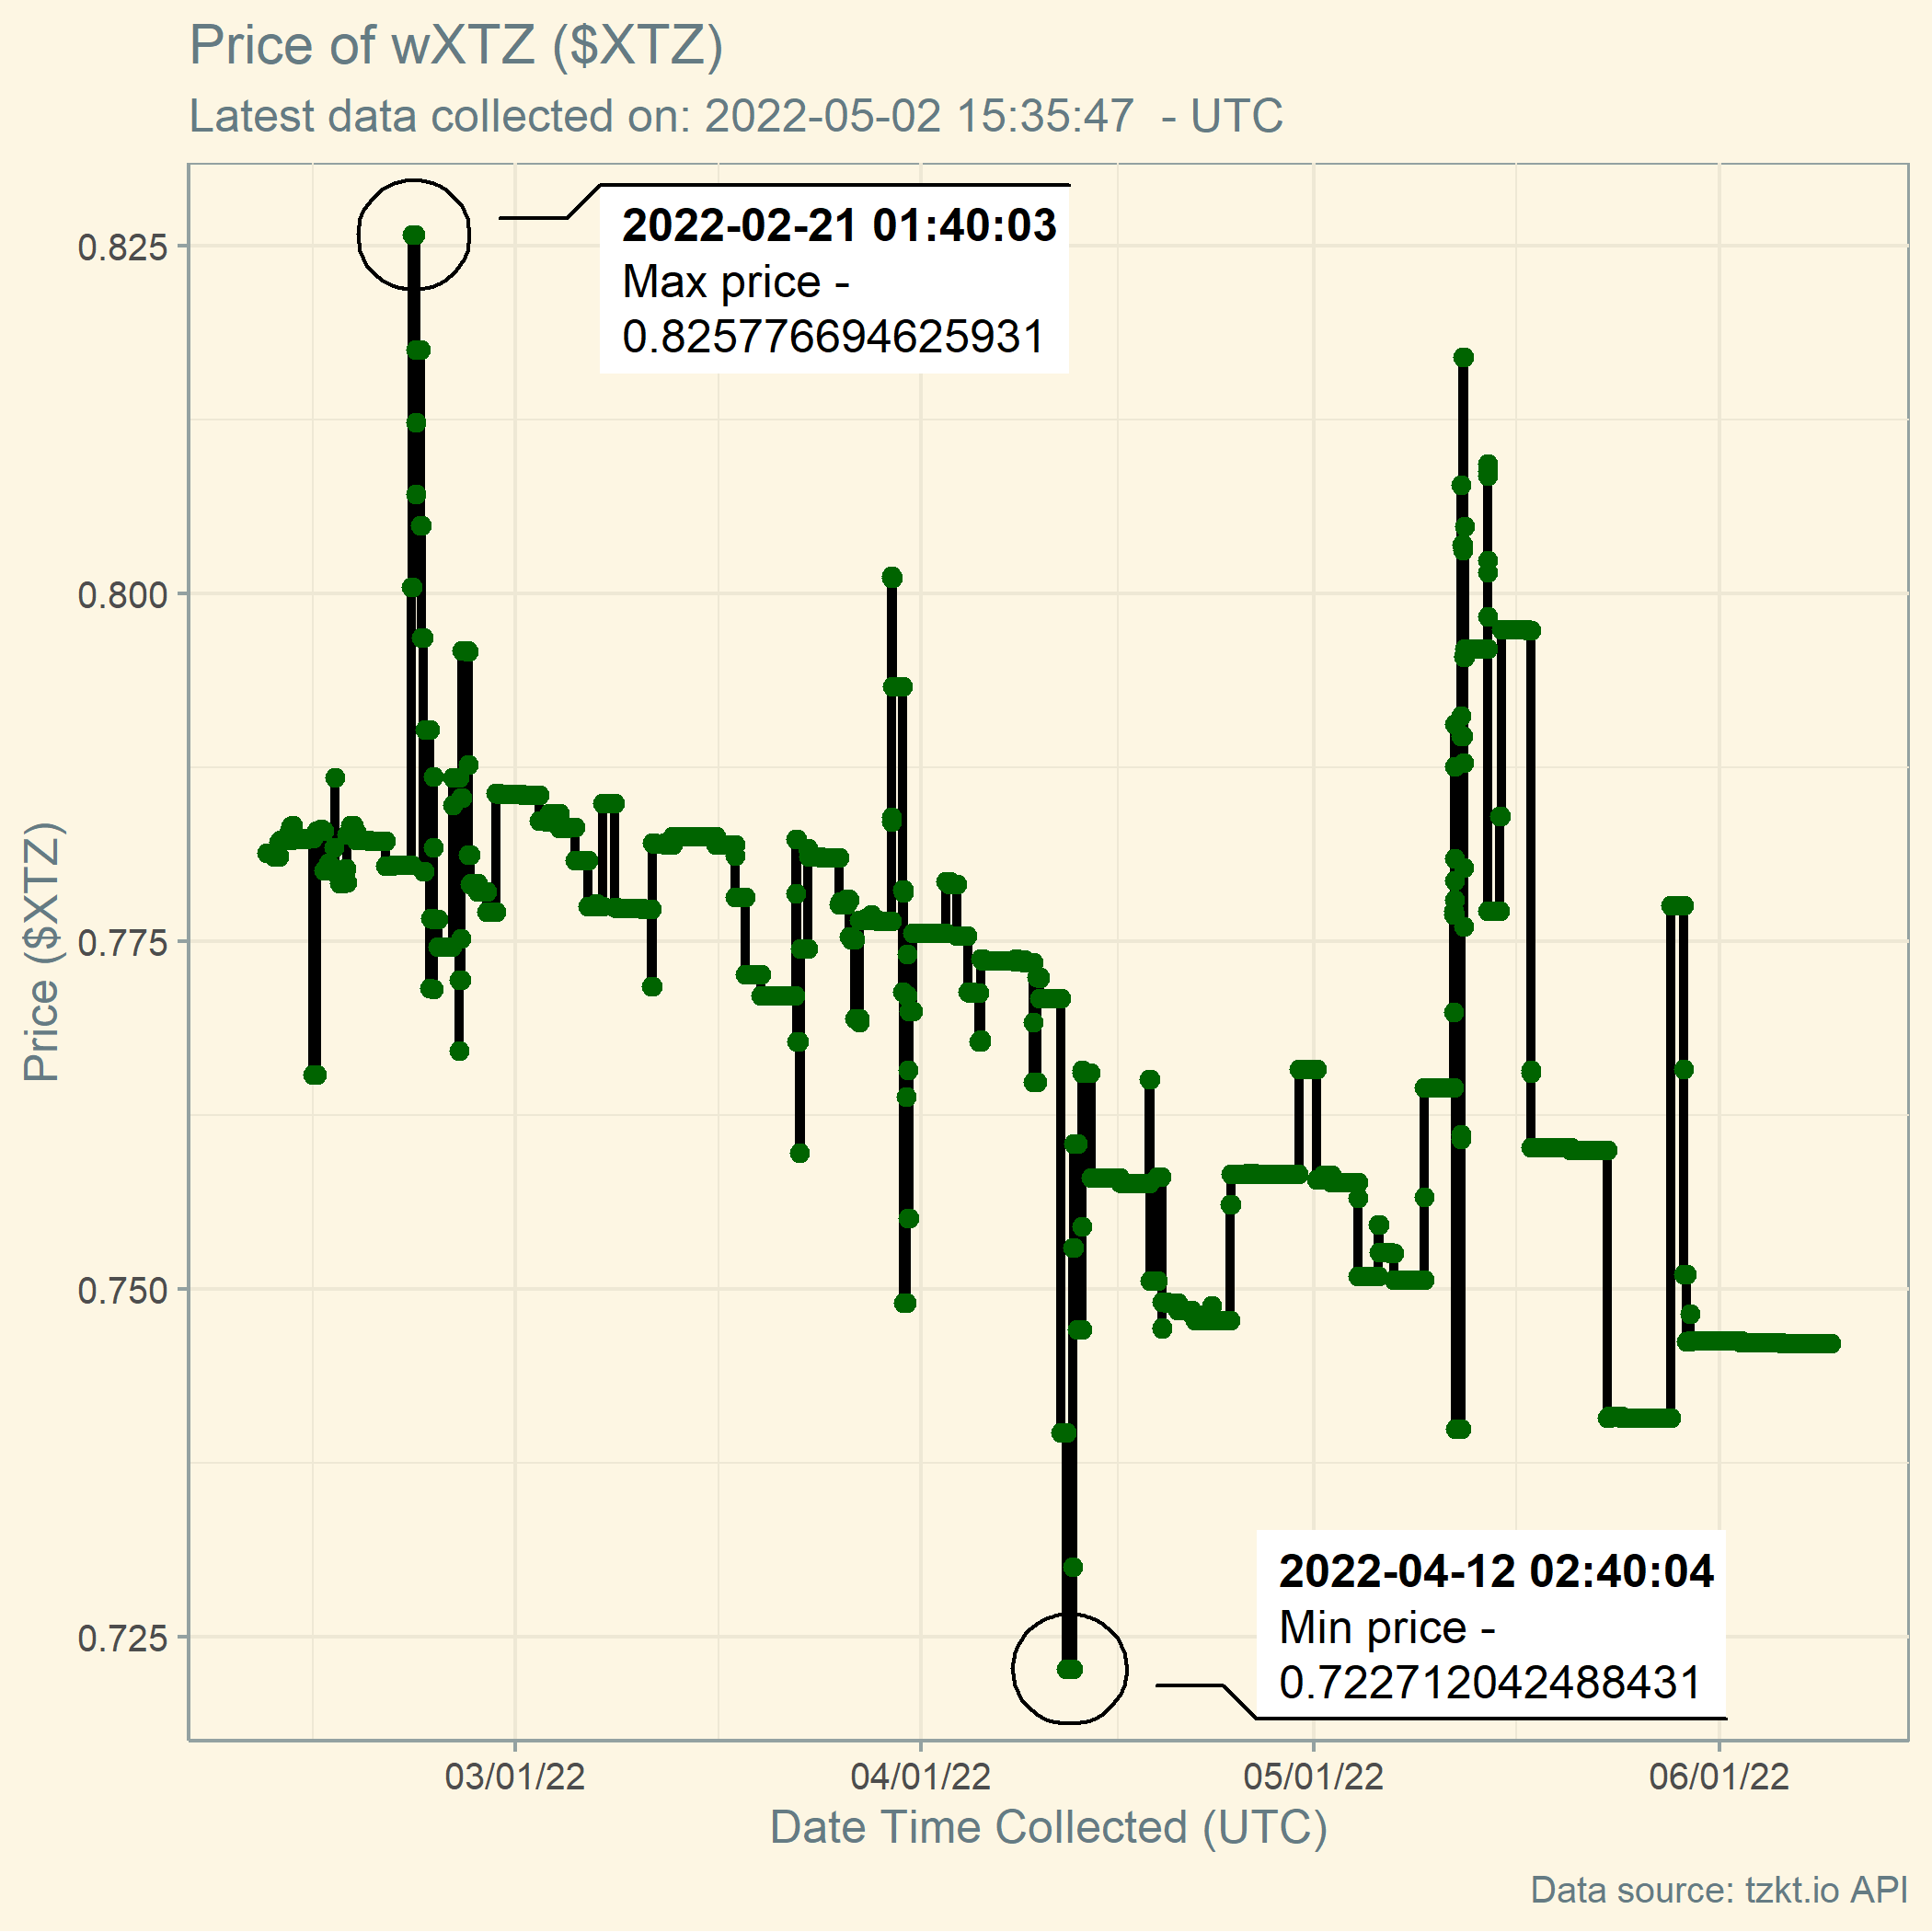 Price of wXTZ ($XTZ)
Latest data collected on: 2022-05-02 15:35:47  - UTC
2022-02-21 01:40:03
Max price -
0.825776694625931
0.825
0.800
0.775
0.750
0.725
Price ($XTZ)
2022-04-12 02:40:04
Min price -
0.722712042488431
03/01/22
04/01/22
05/01/22
06/01/22
Date Time Collected (UTC)
Data source: tzkt.io API